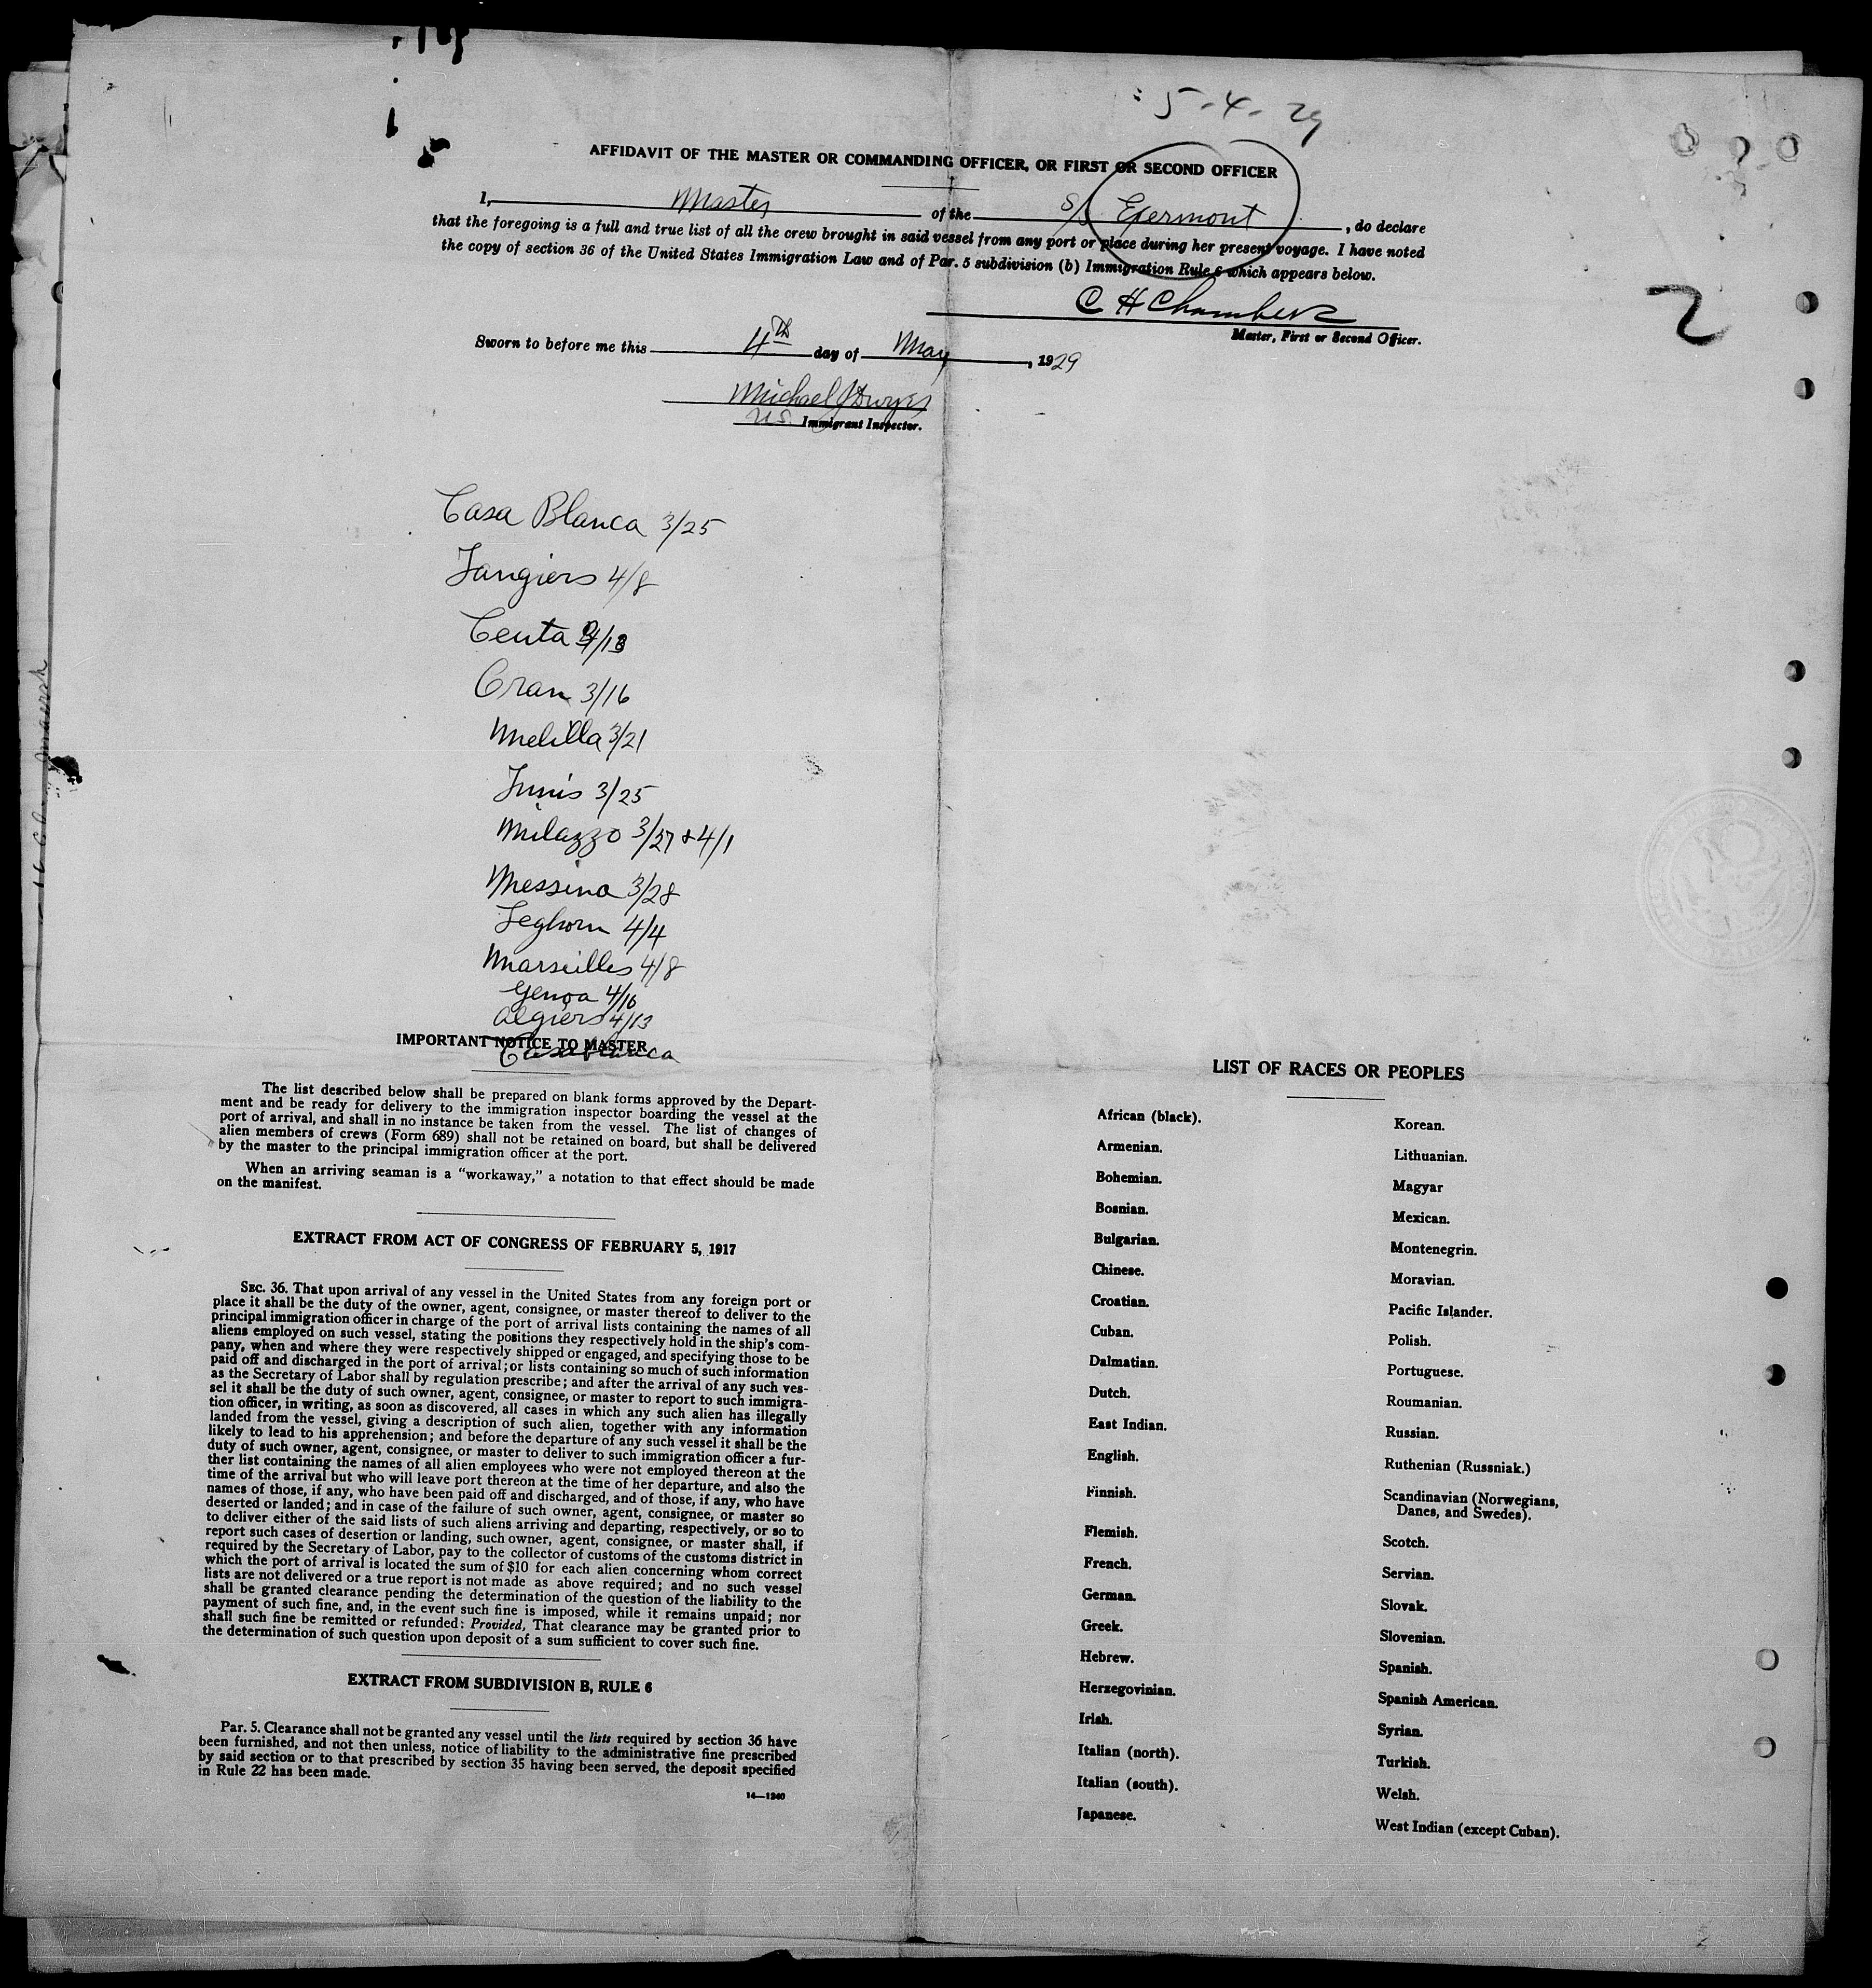 5-4-29
AFFIDAVIT OF THE MASTER OR COMMANDING OFFICER, OR FIRST OR SECOND OFFICER
I, Master of the S/S Exermont, do declare
that the foregoing is a full and true list of all the crew brought in said vessel from any port or place during her present voyage. I have noted
the copy of section 36 of the United States Immigration Law and of Par. 5 subdivision (b) Immigration Rule 6 which appears below.
C H Chambers
Master, First or Second Officer.
2
Sworn to before me this 4th day of May, 1929
Michael J Dwyer
U.S. Immigrant Inspector.
Casa Blanca 3/25
Tangiers 4/8
Ceuta 4/13
Oran 3/16
Melilla 3/21
Tunis 3/25
Milazzo 3/27 & 4/1
Messina 3/28
Leghorn 4/4
Marseilles 4/8
Genoa 4/16
Algiers 4/13
Casablanca
IMPORTANT NOTICE TO MASTER
The list described below shall be prepared on blank forms approved by the Depart-
ment and be ready for delivery to the immigration inspector boarding the vessel at the
port of arrival, and shall in no instance be taken from the vessel. The list of changes of
alien members of crews (Form 689) shall not be retained on board, but shall be delivered
by the master to the principal immigration officer at the port.
When an arriving seaman is a "workaway," a notation to that effect should be made
on the manifest.
EXTRACT FROM ACT OF CONGRESS OF FEBRUARY 5, 1917
SEC. 36. That upon arrival of any vessel in the United States from any foreign port or
place it shall be the duty of the owner, agent, consignee, or master thereof to deliver to the
principal immigration officer in charge of the port of arrival lists containing the names of all
aliens employed on such vessel, stating the positions they respectively hold in the ship's com-
pany, when and where they were respectively shipped or engaged, and specifying those to be
paid off and discharged in the port of arrival; or lists containing so much of such information
as the Secretary of Labor shall by regulation prescribe; and after the arrival of any such ves-
sel it shall be the duty of such owner, agent, consignee, or master to report to such immigra-
tion officer, in writing, as soon as discovered, all cases in which any such alien has illegally
landed from the vessel, giving a description of such alien, together with any information
likely to lead to his apprehension; and before the departure of any such vessel it shall be the
duty of such owner, agent, consignee, or master to deliver to such immigration officer a fur-
ther list containing the names of all alien employees who were not employed thereon at the
time of the arrival but who will leave port thereon at the time of her departure, and also the
names of those, if any, who have been paid off and discharged, and of those, if any, who have
deserted or landed; and in case of the failure of such owner, agent, consignee, or master so
to deliver either of the said lists of such aliens arriving and departing, respectively, or so to
report such cases of desertion or landing, such owner, agent, consignee, or master shall, if
required by the Secretary of Labor, pay to the collector of customs of the customs district in
which the port of arrival is located the sum of $10 for each alien concerning whom correct
lists are not delivered or a true report is not made as above required; and no such vessel
shall be granted clearance pending the determination of the question of the liability to the
payment of such fine, and, in the event such fine is imposed, while it remains unpaid; nor
shall such fine be remitted or refunded: Provided, That clearance may be granted prior to
the determination of such question upon deposit of a sum sufficient to cover such fine.
EXTRACT FROM SUBDIVISION B, RULE 6
Par. 5. Clearance shall not be granted any vessel until the lists required by section 36 have
been furnished, and not then unless, notice of liability to the administrative fine prescribed
by said section or to that prescribed by section 35 having been served, the deposit specified
in Rule 22 has been made.
14—1240
LIST OF RACES OR PEOPLES
African (black).
Armenian.
Bohemian.
Bosnian.
Bulgarian.
Chinese.
Croatian.
Cuban.
Dalmatian.
Dutch.
East Indian.
English.
Finnish.
Flemish.
French.
German.
Greek.
Hebrew.
Herzegovinian.
Irish.
Italian (north).
Italian (south).
Japanese.
Korean.
Lithuanian.
Magyar
Mexican.
Montenegrin.
Moravian.
Pacific Islander.
Polish.
Portuguese.
Roumanian.
Russian.
Ruthenian (Russniak.)
Scandinavian (Norwegians,
Danes, and Swedes).
Scotch.
Servian.
Slovak.
Slovenian.
Spanish.
Spanish American.
Syrian.
Turkish.
Welsh.
West Indian (except Cuban).